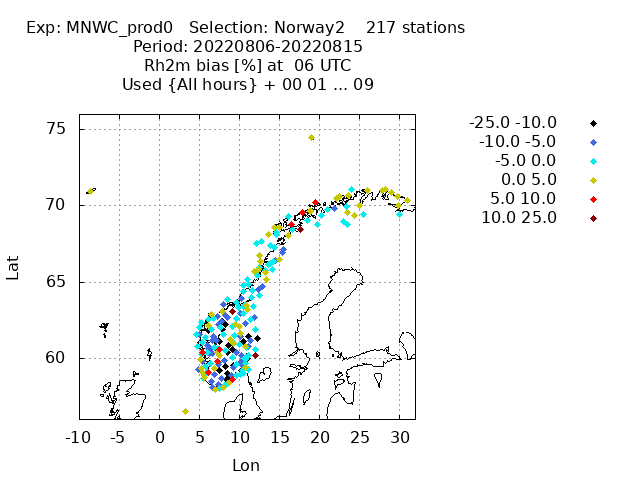 Exp: MNWC_prod0 Selection: Norway2 217 stations
Period: 20220806-20220815
Rh2m bias [%] at 06 UTC
Used {All hours} + 00 01 ... 09
75
70
65
60
Lat
-10 -5 0 5 10 15 20 25 30
Lon
-25.0 -10.0
-10.0 -5.0
-5.0 0.0
0.0 5.0
5.0 10.0
10.0 25.0